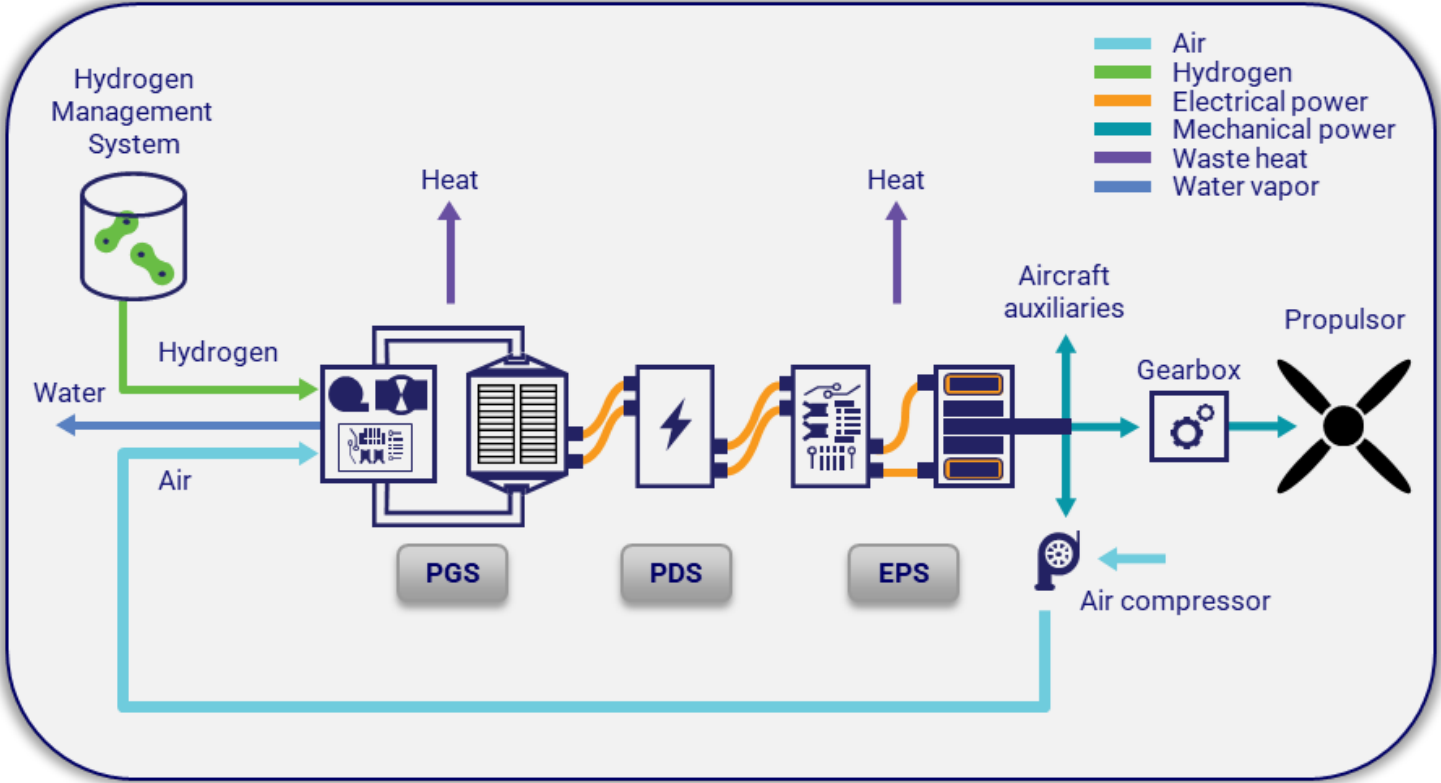 Air
Hydrogen
Electrical power
Mechanical power
Waste heat
Water vapor
Hydrogen
Management
System
Heat
Heat
Aircraft
auxiliaries
Propulsor
Hydrogen
Gearbox
Water
Air
PGS
PDS
EPS
Air compressor